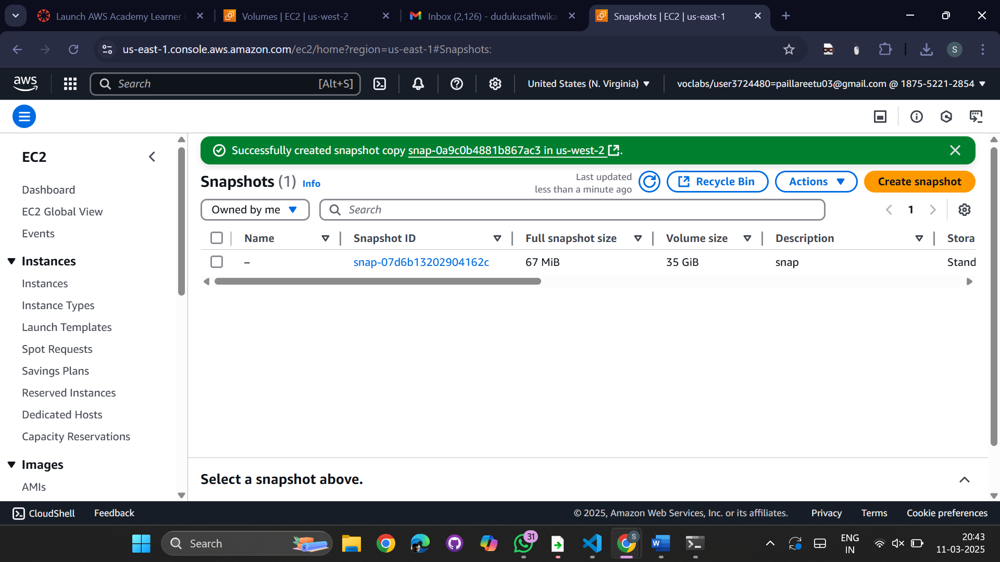 Launch AWS Academy Learner
Volumes | EC2 | us-west-2
Inbox (2,126) - dudukusathwika
Snapshots | EC2 | us-east-1
us-east-1.console.aws.amazon.com/ec2/home?region=us-east-1#Snapshots:
S
aws
Search
[Alt+S]
United States (N. Virginia)
voclabs/user3724480=paillareetu03@gmail.com @ 1875-5221-2854
EC2
Dashboard
EC2 Global View
Events
Instances
Instances
Instance Types
Launch Templates
Spot Requests
Savings Plans
Reserved Instances
Dedicated Hosts
Capacity Reservations
Images
AMIs
Successfully created snapshot copy snap-0a9c0b4881b867ac3 in us-west-2.
Snapshots (1) Info
Last updated
less than a minute ago
Recycle Bin
Actions
Create snapshot
Owned by me
Search
1
Name Snapshot ID Full snapshot size Volume size Description Stora
– snap-07d6b13202904162c 67 MiB 35 GiB snap Stand
Select a snapshot above.
CloudShell Feedback © 2025, Amazon Web Services, Inc. or its affiliates. Privacy Terms Cookie preferences
Search
31
S
W
ENG
IN
20:43
11-03-2025